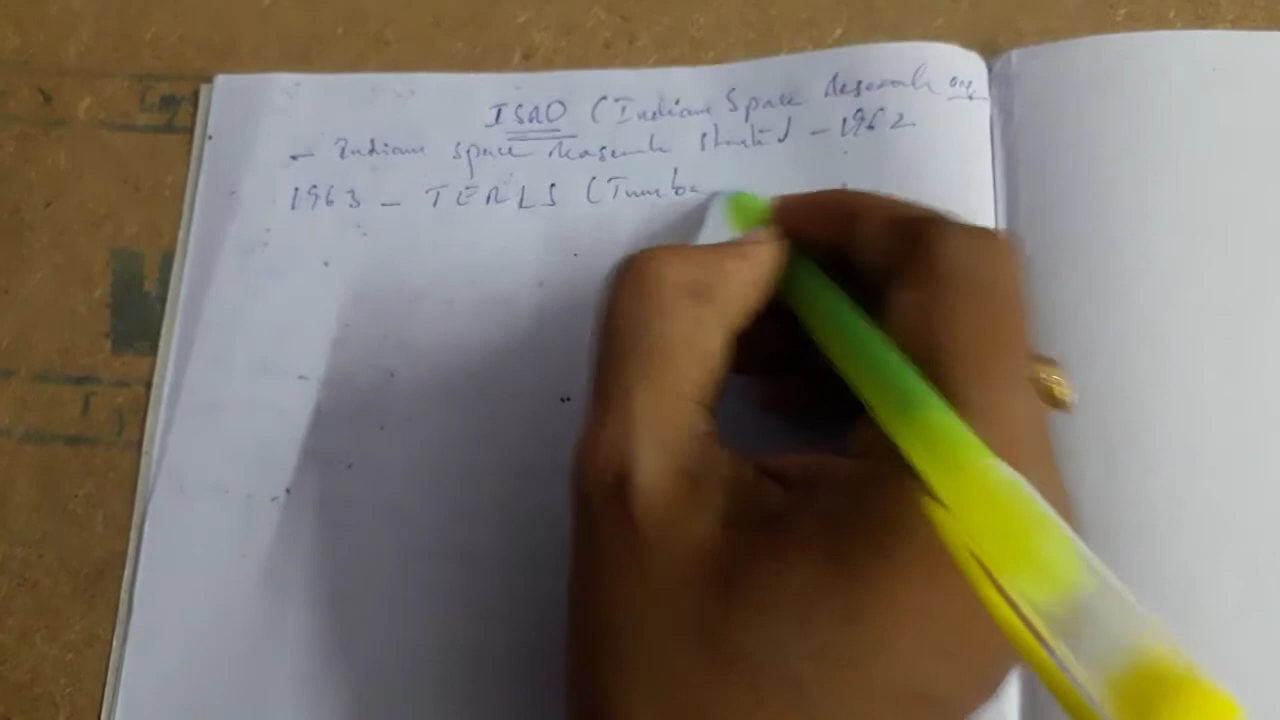 ISRO (Indian Space Research Org
- Indian space Research started - 1962
1963 - TERLS (Tumba